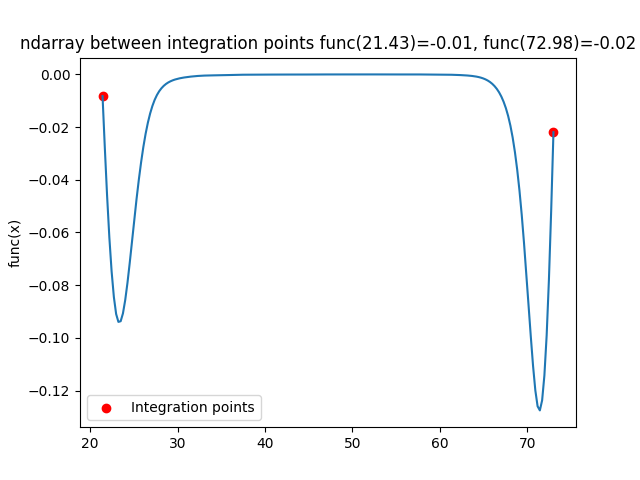 ndarray between integration points func(21.43)=-0.01, func(72.98)=-0.02
0.00
−0.02
−0.04
−0.06
−0.08
−0.10
−0.12
func(x)
Integration points
20 30 40 50 60 70